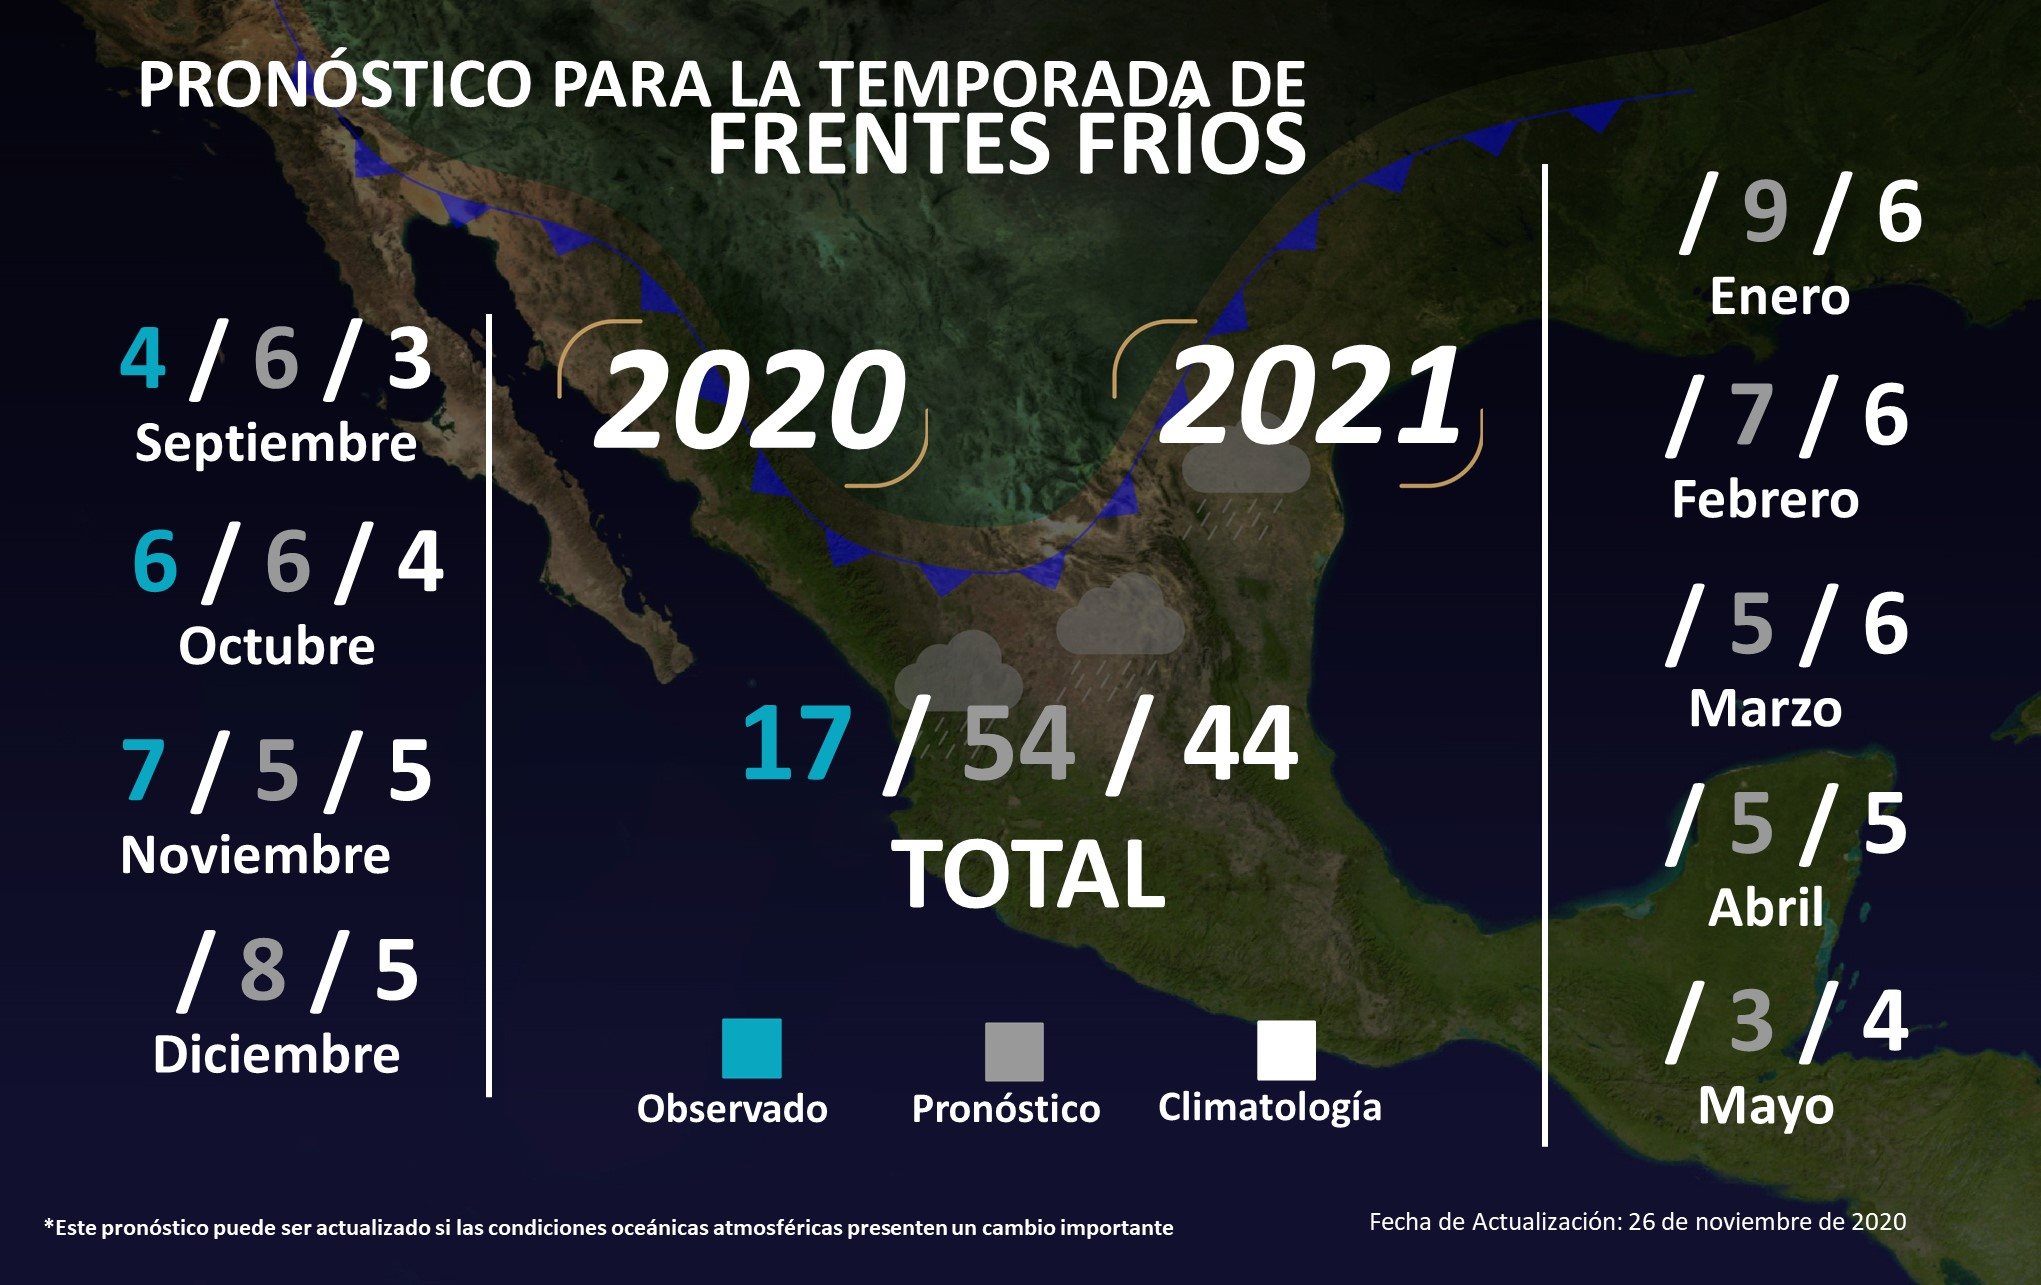 PRONÓSTICO PARA LA TEMPORADA DE
FRENTES FRÍOS
2020
4 / 6 / 3
Septiembre
6 / 6 / 4
Octubre
7 / 5 / 5
Noviembre
/ 8 / 5
Diciembre
2021
/ 9 / 6
Enero
/ 7 / 6
Febrero
/ 5 / 6
Marzo
/ 5 / 5
Abril
/ 3 / 4
Mayo
17 / 54 / 44
TOTAL
Observado
Pronóstico
Climatología
*Este pronóstico puede ser actualizado si las condiciones oceánicas atmosféricas presenten un cambio importante
Fecha de Actualización: 26 de noviembre de 2020